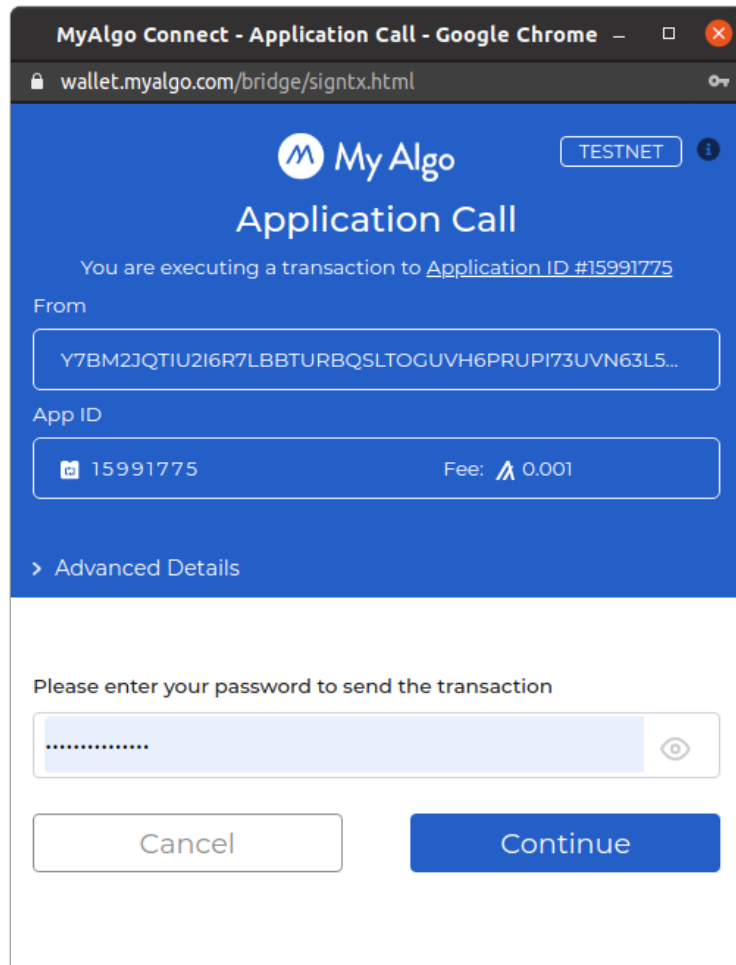 MyAlgo Connect - Application Call - Google Chrome
wallet.myalgo.com/bridge/signtx.html
My Algo
TESTNET
Application Call
You are executing a transaction to Application ID #15991775
From
Y7BM2JQTIU2I6R7LBBTURBQSLTOGUVH6PRUPI73UVN63L5...
App ID
15991775 Fee: 0.001
Advanced Details
Please enter your password to send the transaction
Cancel Continue